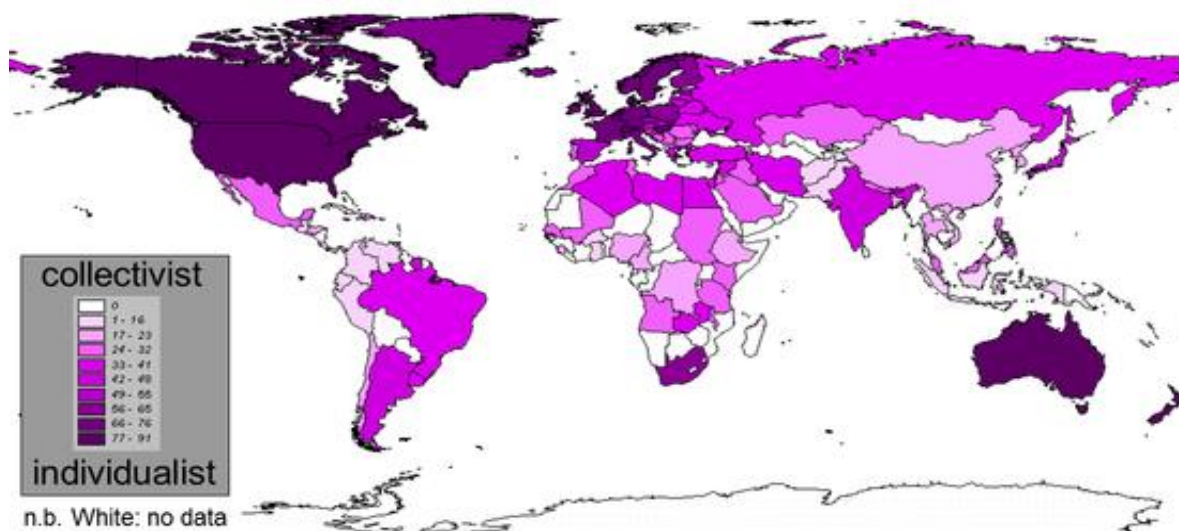 collectivist
0
1 - 16
17 - 23
24 - 32
33 - 41
42 - 48
49 - 55
56 - 65
66 - 76
77 - 91
individualist
n.b. White: no data